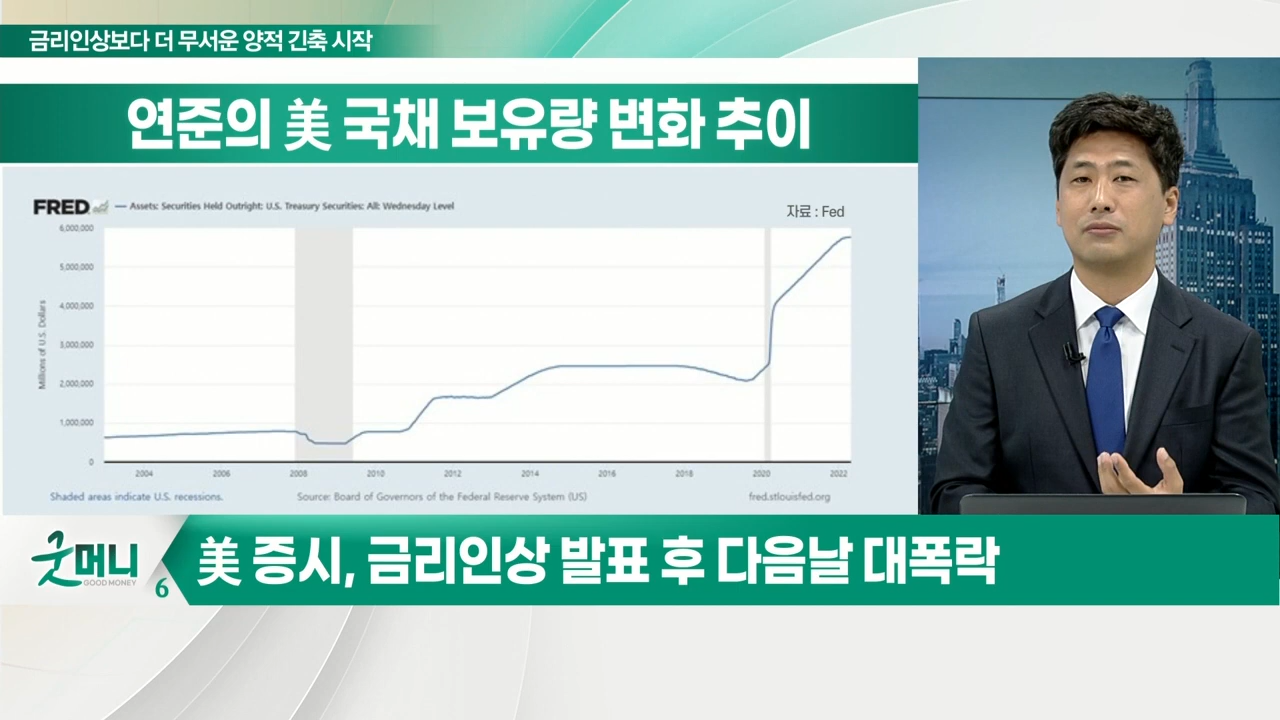 금리인상보다 더 무서운 양적 긴축 시작
연준의 美 국채 보유량 변화 추이
FRED
Assets: Securities Held Outright: U.S. Treasury Securities: All: Wednesday Level
자료 : Fed
6,000,000
5,000,000
4,000,000
3,000,000
2,000,000
1,000,000
0
Millions of U.S. Dollars
2004 2006 2008 2010 2012 2014 2016 2018 2020 2022
Shaded areas indicate U.S. recessions.
Source: Board of Governors of the Federal Reserve System (US)
fred.stlouisfed.org
굿머니
GOOD MONEY
6
美 증시, 금리인상 발표 후 다음날 대폭락